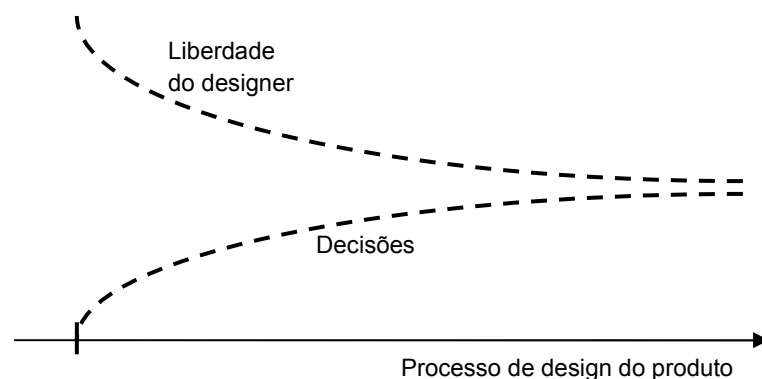 Liberdade
do designer
Decisões
Processo de design do produto